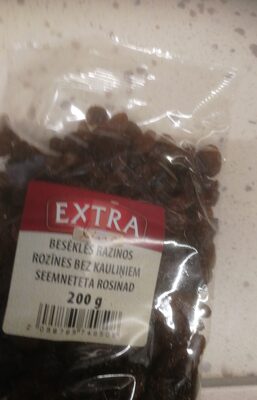 EXTRA
BESĖKLĖS RAZINOS
ROZĪNES BEZ KAULIŅIEM
SEEMNETETA ROSINAD
200 g